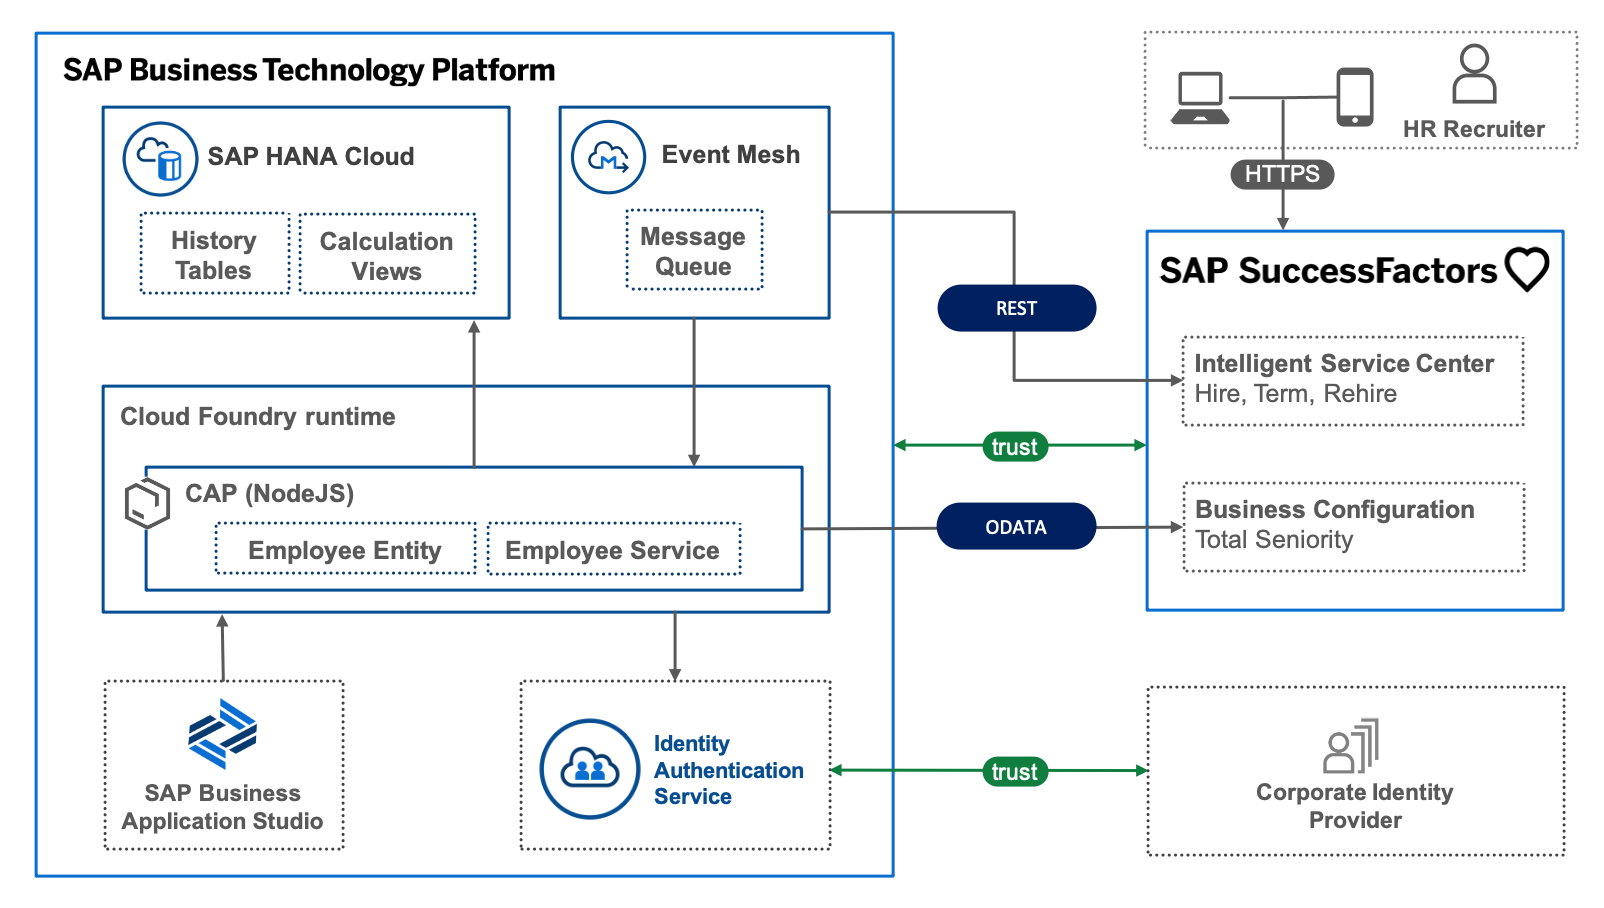 SAP Business Technology Platform
SAP HANA Cloud
History
Tables
Calculation
Views
Event Mesh
Message
Queue
HR Recruiter
HTTPS
SAP SuccessFactors
REST
Intelligent Service Center
Hire, Term, Rehire
trust
Business Configuration
Total Seniority
ODATA
Cloud Foundry runtime
CAP (NodeJS)
Employee Entity
Employee Service
SAP Business
Application Studio
Identity
Authentication
Service
trust
Corporate Identity
Provider